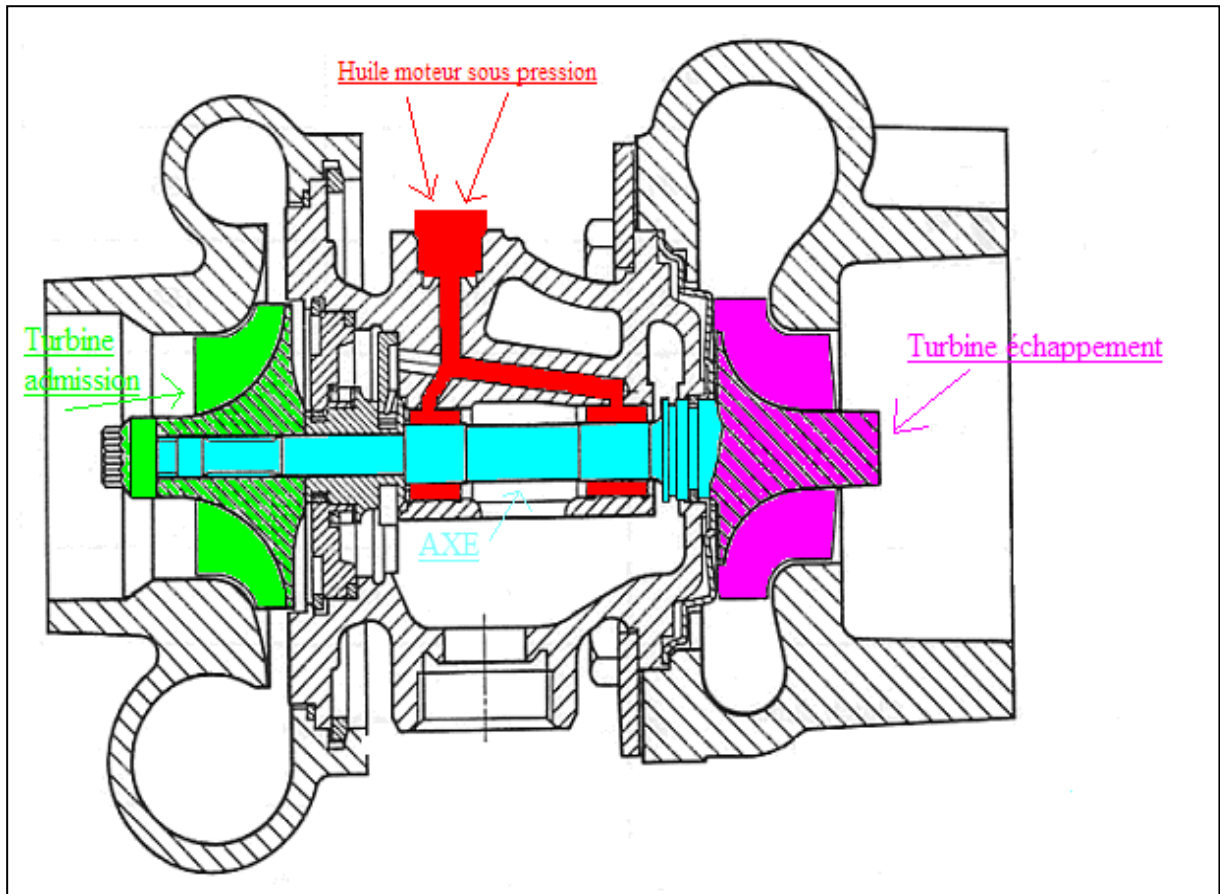 Huile moteur sous pression
Turbine
admission
Turbine échappement
AXE